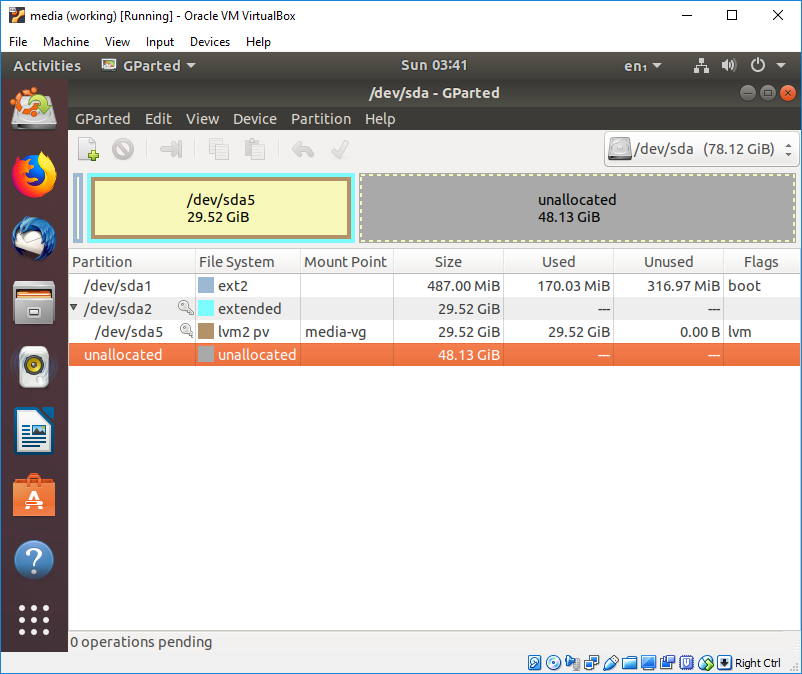 media (working) [Running] - Oracle VM VirtualBox
File Machine View Input Devices Help
Activities GParted Sun 03:41 en₁
/dev/sda - GParted
GParted Edit View Device Partition Help
/dev/sda (78.12 GiB)
/dev/sda5 unallocated
29.52 GiB 48.13 GiB
Partition File System Mount Point Size Used Unused Flags
/dev/sda1 ext2 487.00 MiB 170.03 MiB 316.97 MiB boot
/dev/sda2 extended 29.52 GiB --- ---
/dev/sda5 lvm2 pv media-vg 29.52 GiB 29.52 GiB 0.00 B lvm
unallocated unallocated 48.13 GiB --- ---
0 operations pending
Right Ctrl